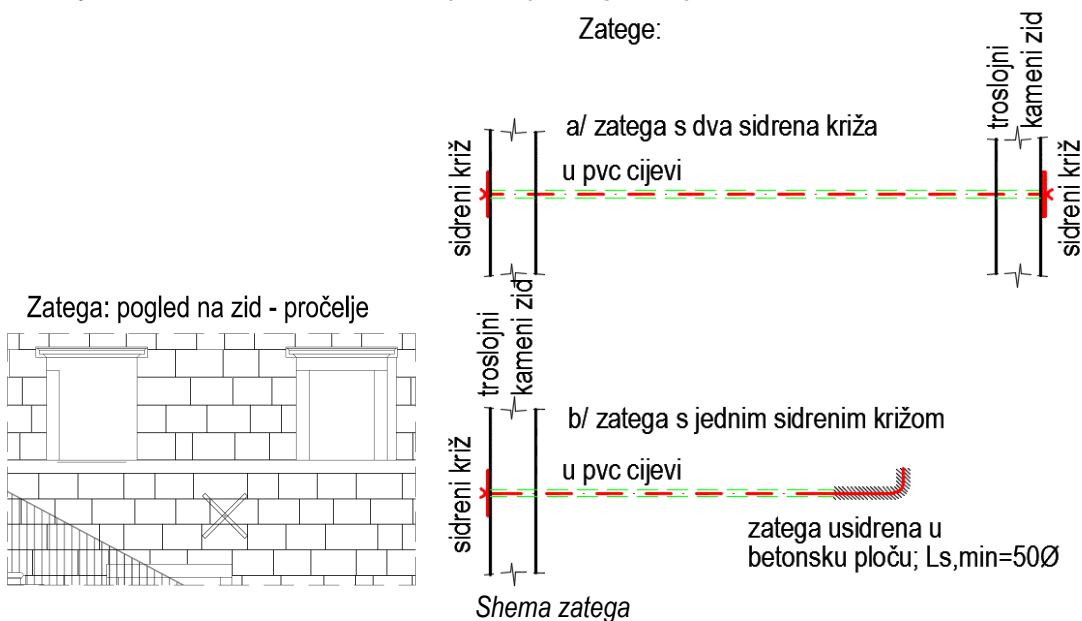 Zatege:
troslojni
kameni zid
a/ zatega s dva sidrena križa
u pvc cijevi
sidreni križ
sidreni križ
Zatega: pogled na zid - pročelje
troslojni
kameni zid
b/ zatega s jednim sidrenim križom
u pvc cijevi
sidreni križ
zatega usidrena u
betonsku ploču; Ls,min=50Ø
Shema zatega